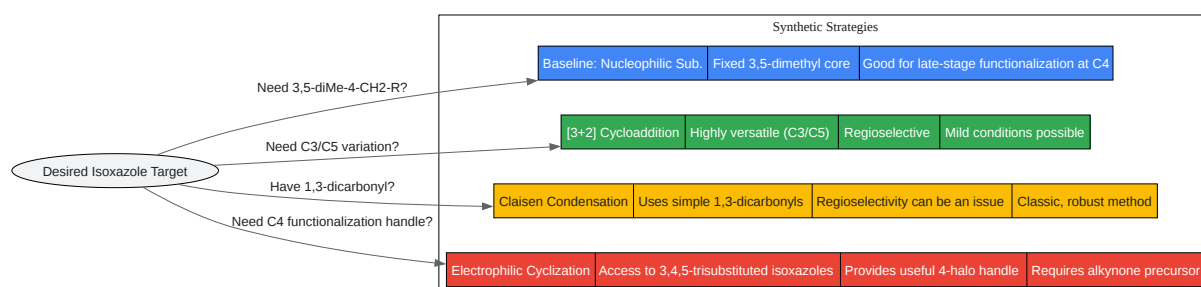 Synthetic Strategies
Baseline: Nucleophilic Sub. Fixed 3,5-dimethyl core Good for late-stage functionalization at C4
Need 3,5-diMe-4-CH2-R?
[3+2] Cycloaddition Highly versatile (C3/C5) Regioselective Mild conditions possible
Need C3/C5 variation?
Desired Isoxazole Target
Have 1,3-dicarbonyl?
Claisen Condensation Uses simple 1,3-dicarbonyls Regioselectivity can be an issue Classic, robust method
Need C4 functionalization handle?
Electrophilic Cyclization Access to 3,4,5-trisubstituted isoxazoles Provides useful 4-halo handle Requires alkynone precursor